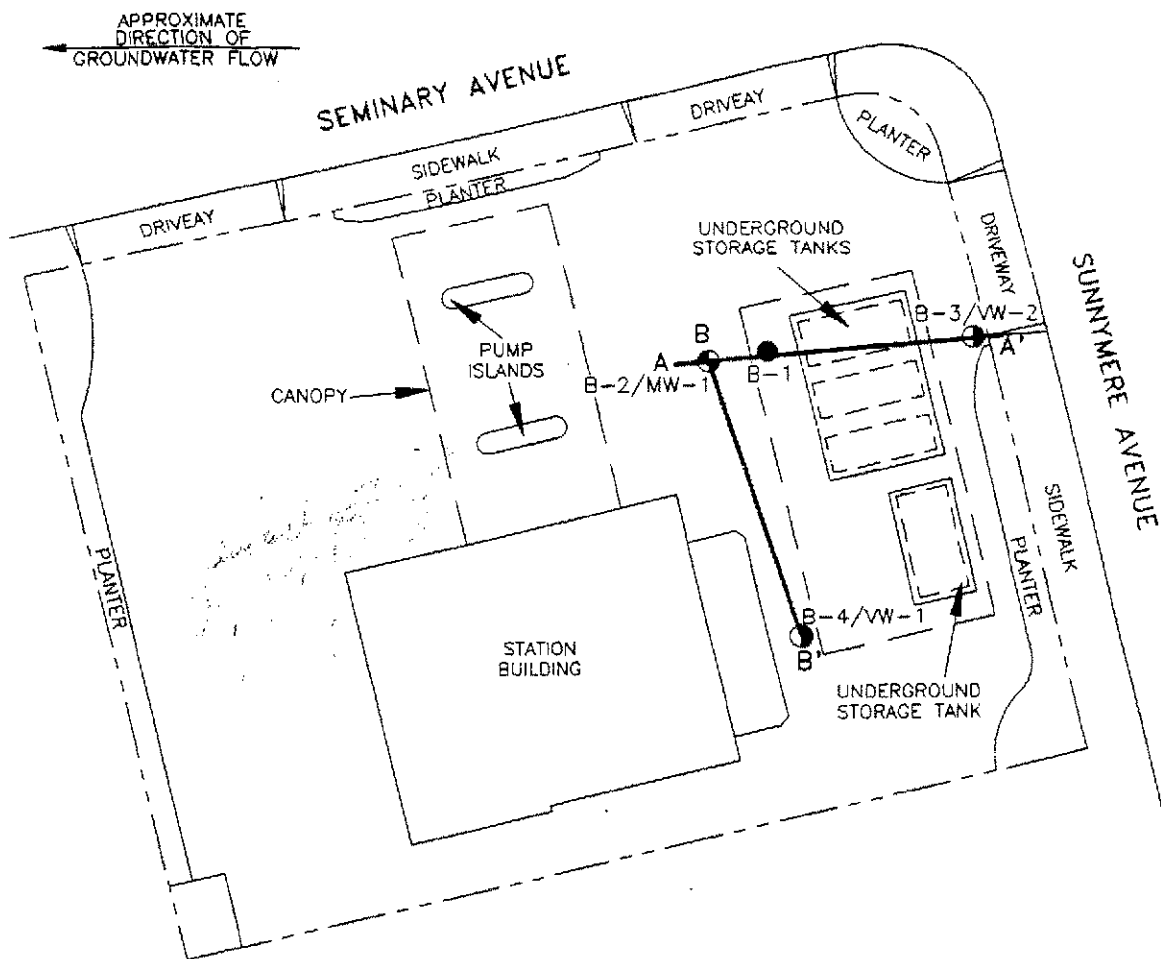 APPROXIMATE
DIRECTION OF
GROUNDWATER FLOW
SEMINARY AVENUE
DRIVEAY
SIDEWALK
PLANTER
DRIVEAY
PLANTER
DRIVEWAY
UNDERGROUND
STORAGE TANKS
SUNNYMERE AVENUE
B-3/VW-2
A'
B
A
B-1
B-2/MW-1
PUMP
ISLANDS
CANOPY
SIDEWALK
PLANTER
PLANTER
B-4/VW-1
B'
STATION
BUILDING
UNDERGROUND
STORAGE TANK